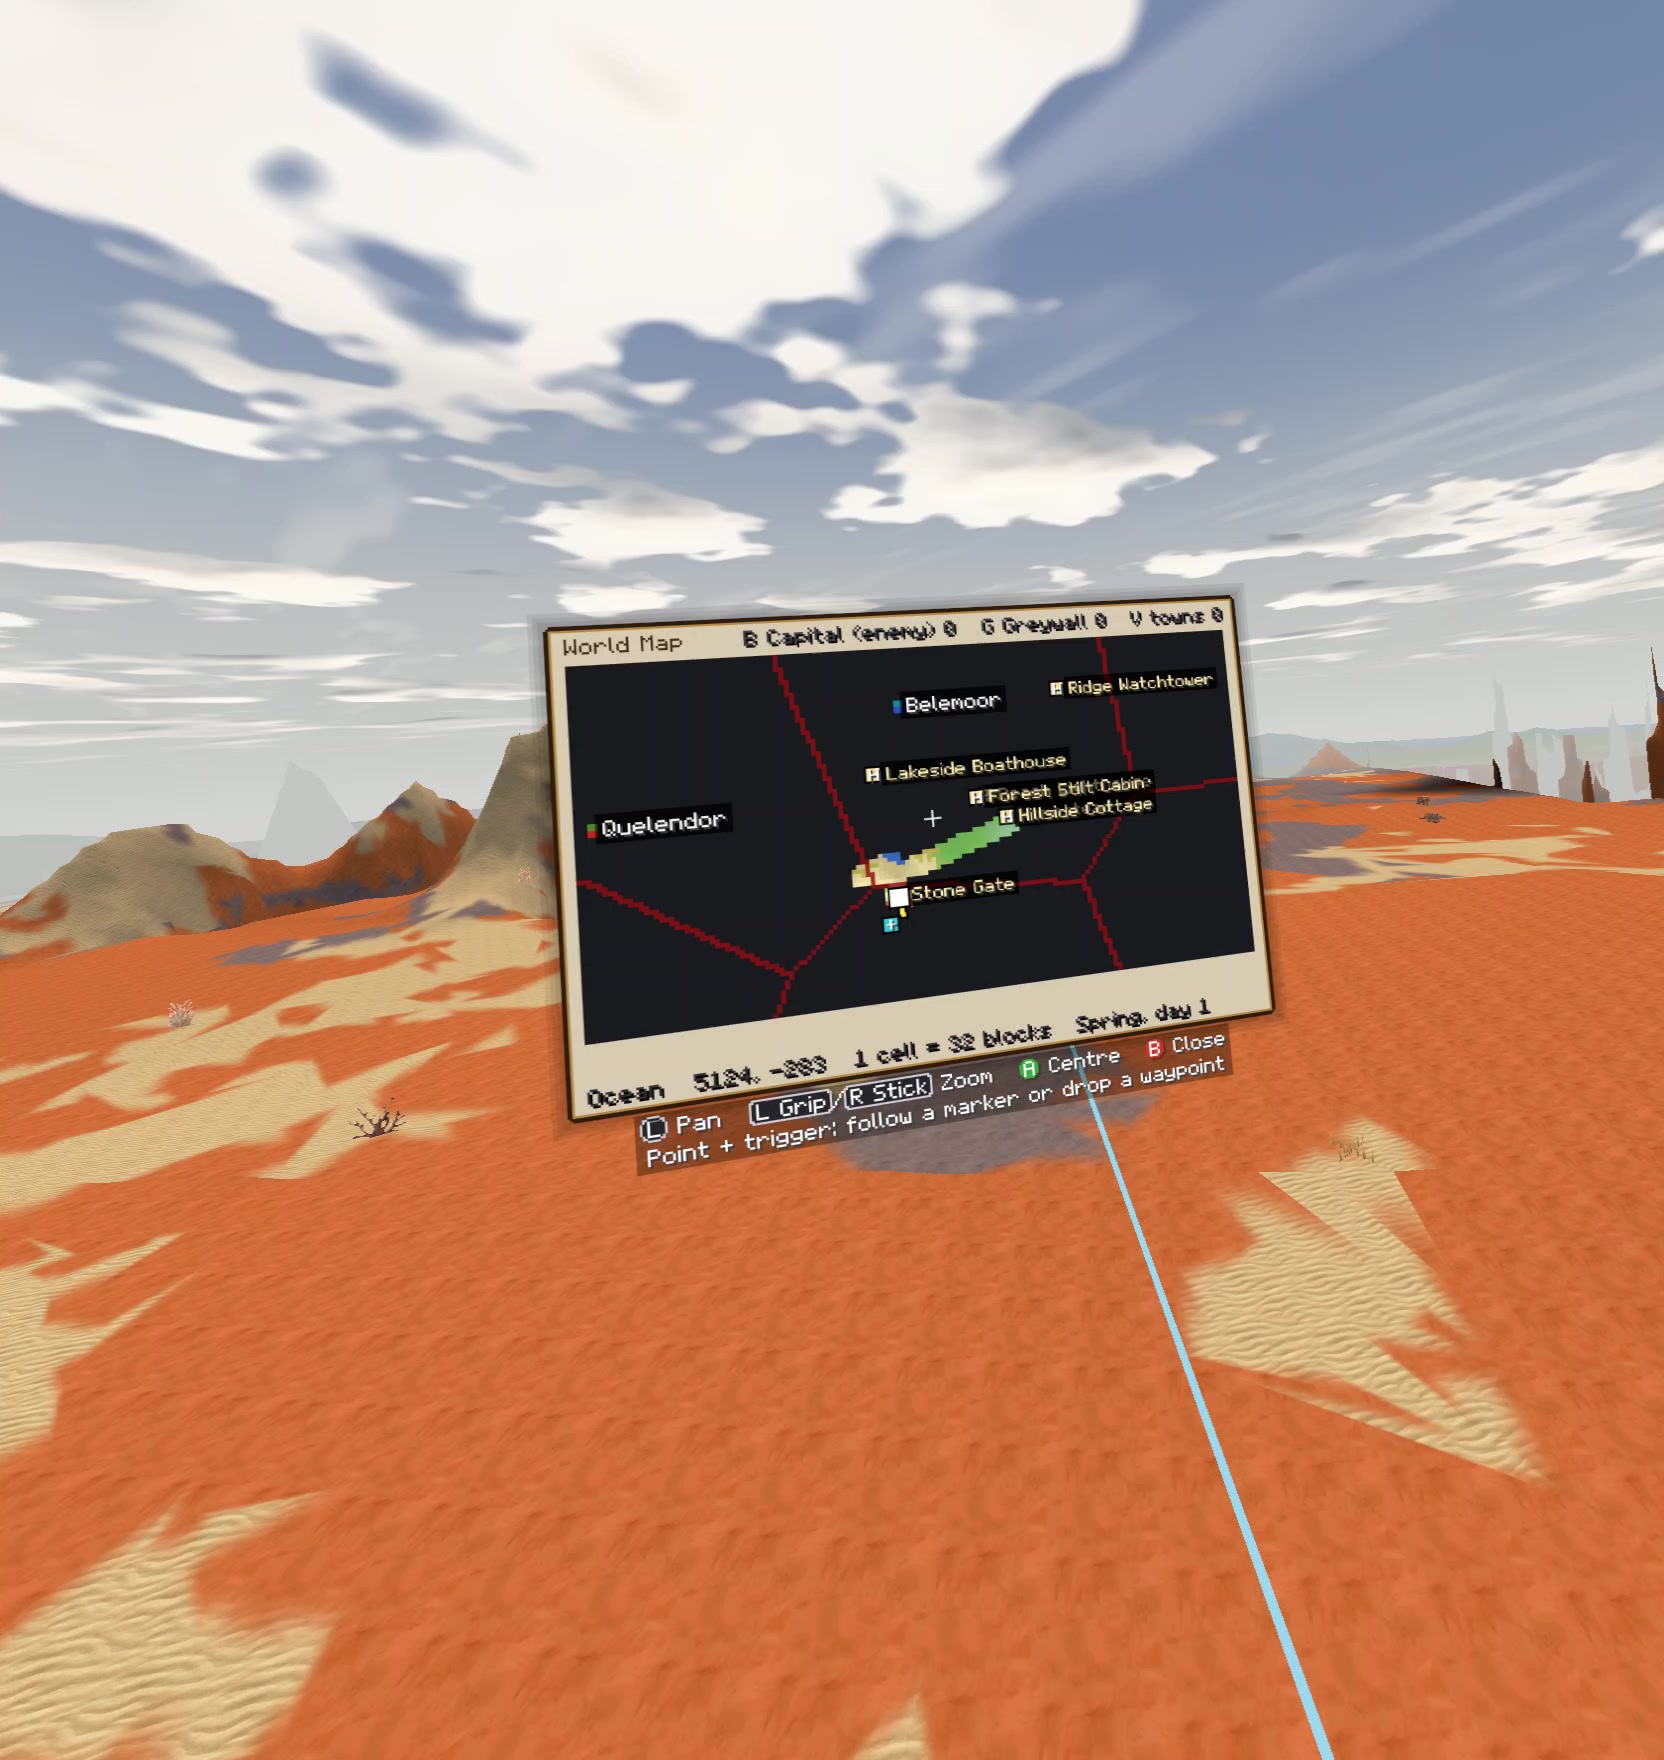 World Map
B Capital (enemy) 0 G Greywall 0 V towns 0
Ridge Watchtower
Belemoor
Lakeside Boathouse
Forest Stilt Cabin
Hillside Cottage
Quelendor
Stone Gate
Ocean 5124, -283 1 cell = 32 blocks Spring, day 1
L Pan L Grip/R Stick Zoom A Centre B Close
Point + trigger: follow a marker or drop a waypoint